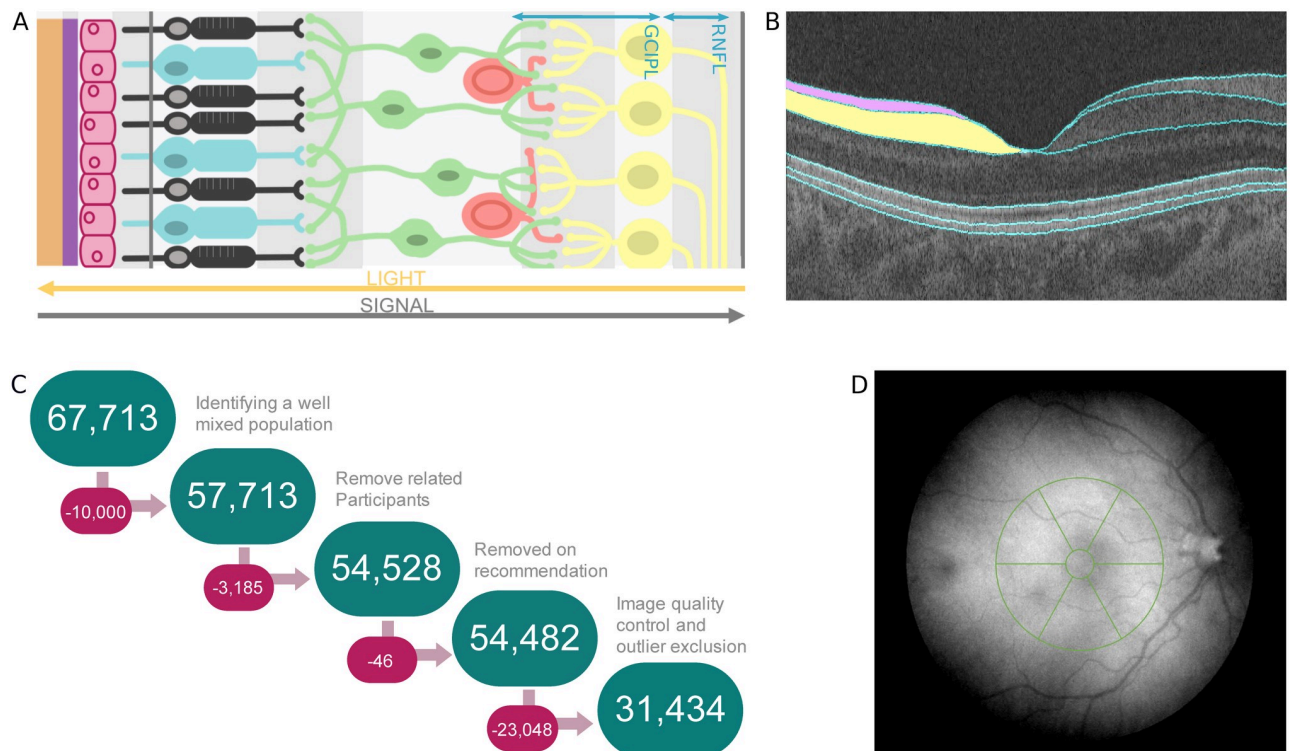 A
GCIPL
RNFL
LIGHT
SIGNAL
B
C
67,713
Identifying a well
mixed population
-10,000
57,713
Remove related
Participants
-3,185
54,528
Removed on
recommendation
-46
54,482
Image quality
control and
outlier exclusion
-23,048
31,434
D